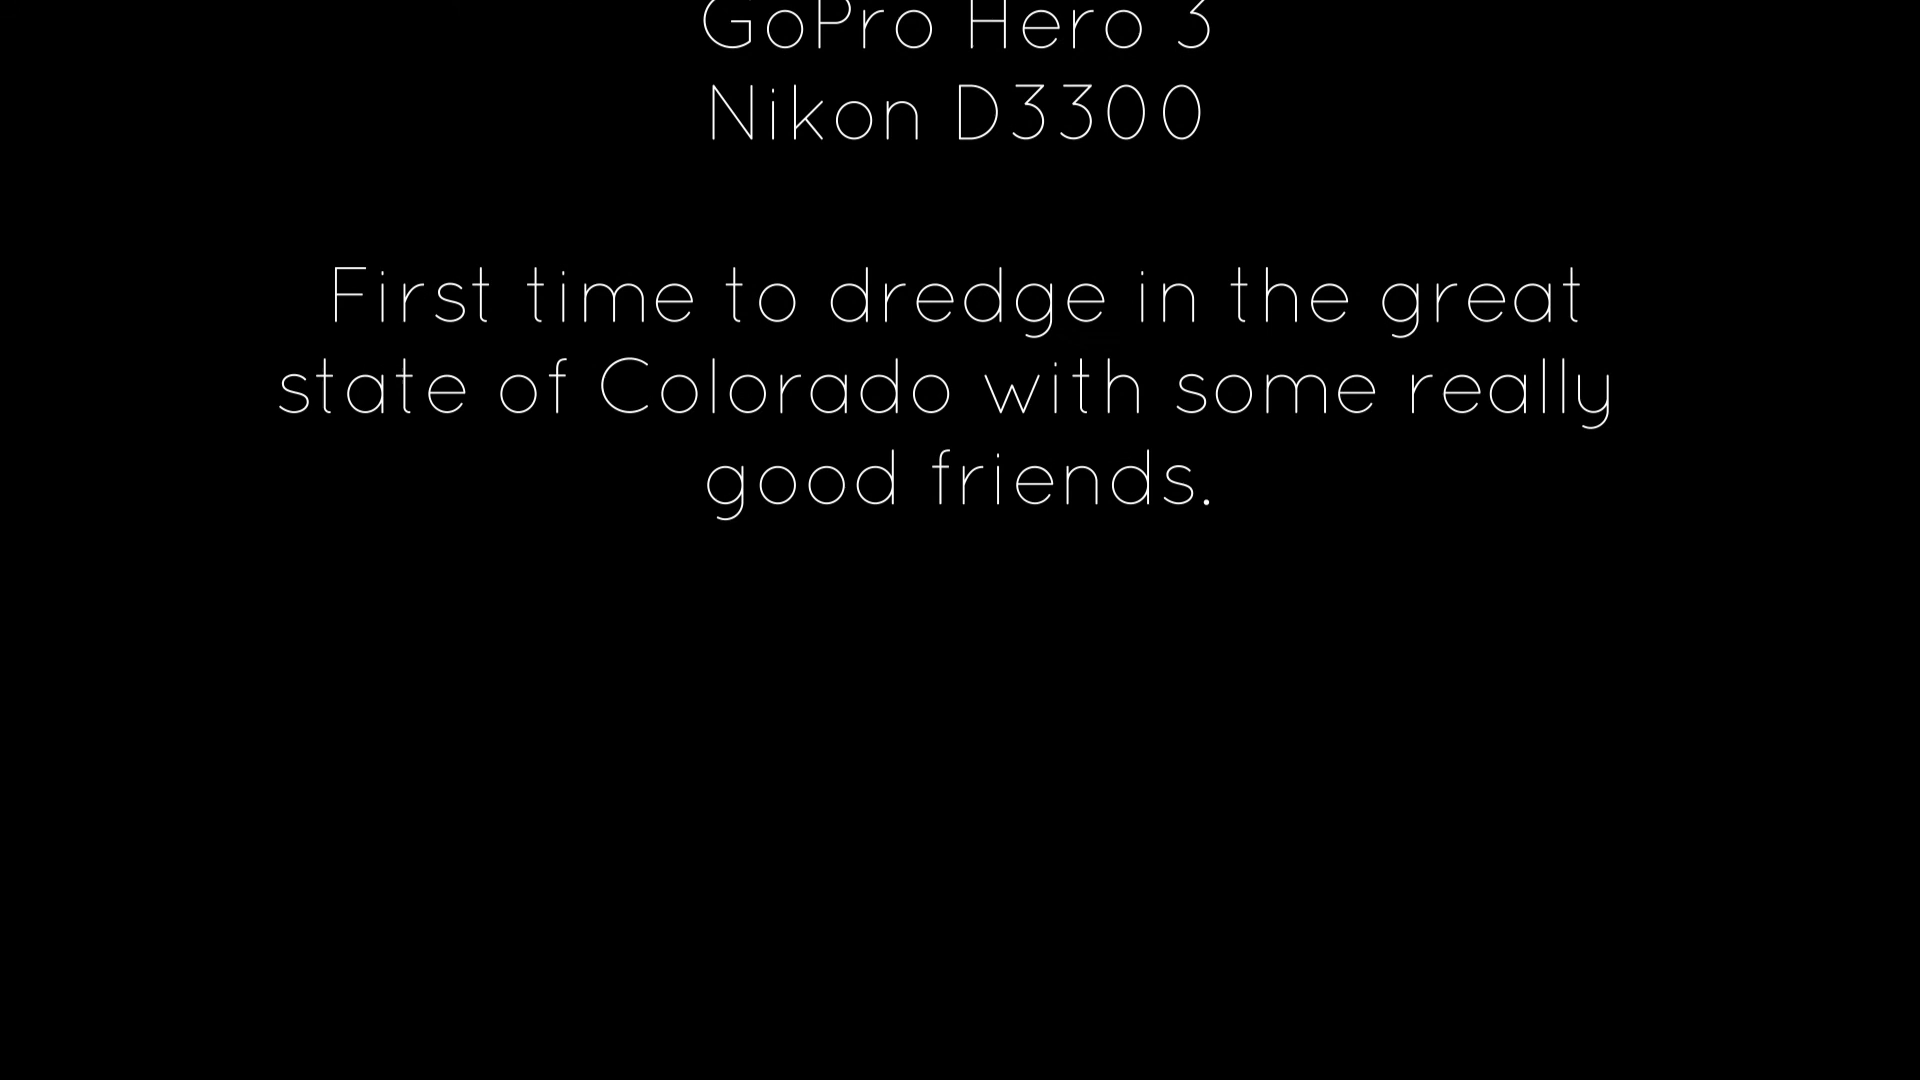 GoPro Hero 3
Nikon D3300
First time to dredge in the great
state of Colorado with some really
good friends.